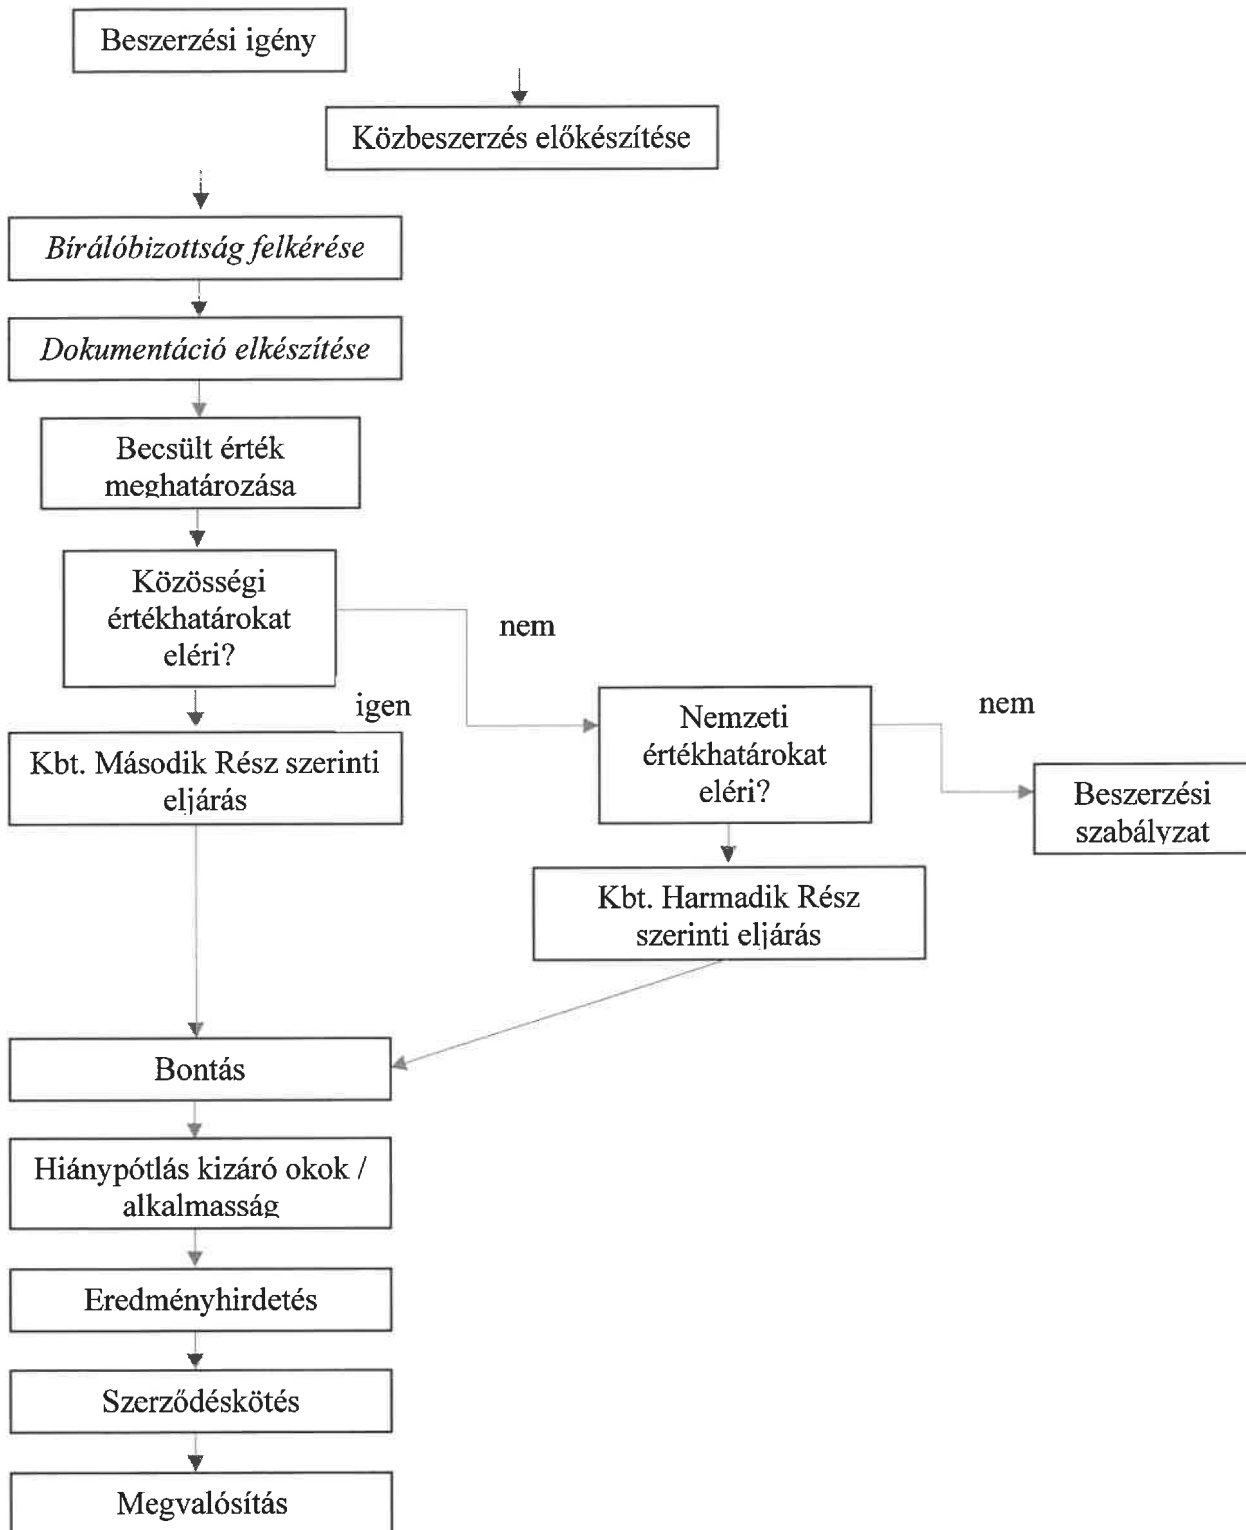 Beszerzési igény
Közbeszerzés előkészítése
Bírálóbizottság felkérése
Dokumentáció elkészítése
Becsült érték
meghatározása
Közösségi
értékhatárokat
eléri?
nem
igen
Nemzeti
értékhatárokat
eléri?
nem
Kbt. Második Rész szerinti
eljárás
Beszerzési
szabályzat
Kbt. Harmadik Rész
szerinti eljárás
Bontás
Hiánypótlás kizáró okok /
alkalmasság
Eredményhirdetés
Szerződéskötés
Megvalósítás